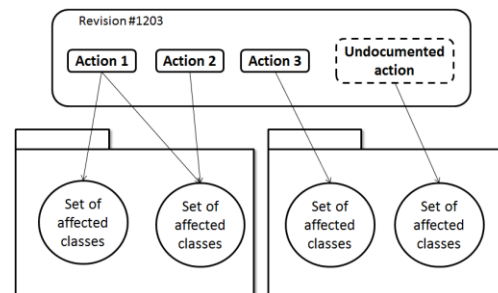 Revision #1203
Action 1
Action 2
Action 3
Undocumented
action
Set of
affected
classes
Set of
affected
classes
Set of
affected
classes
Set of
affected
classes